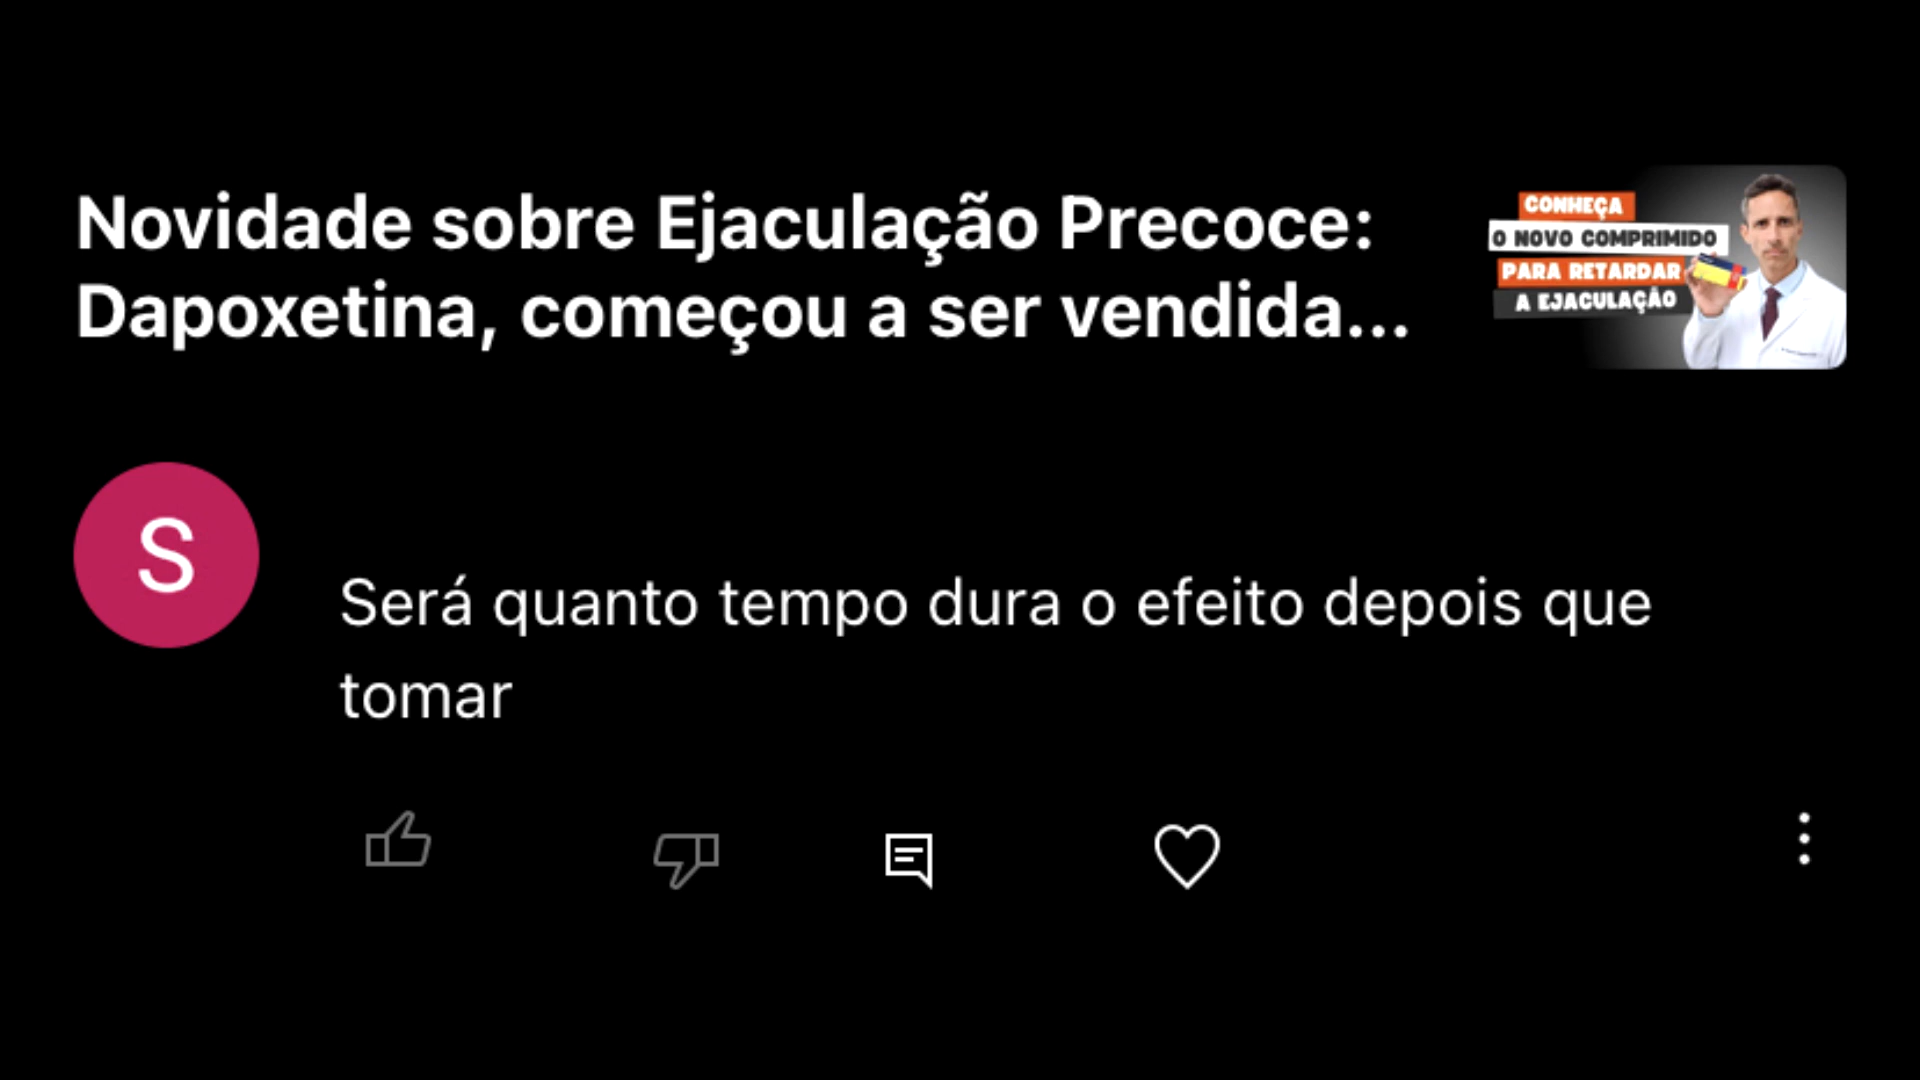 Novidade sobre Ejaculação Precoce:
Dapoxetina, começou a ser vendida...
CONHEÇA
O NOVO COMPRIMIDO
PARA RETARDAR
A EJACULAÇÃO
S
Será quanto tempo dura o efeito depois que
tomar